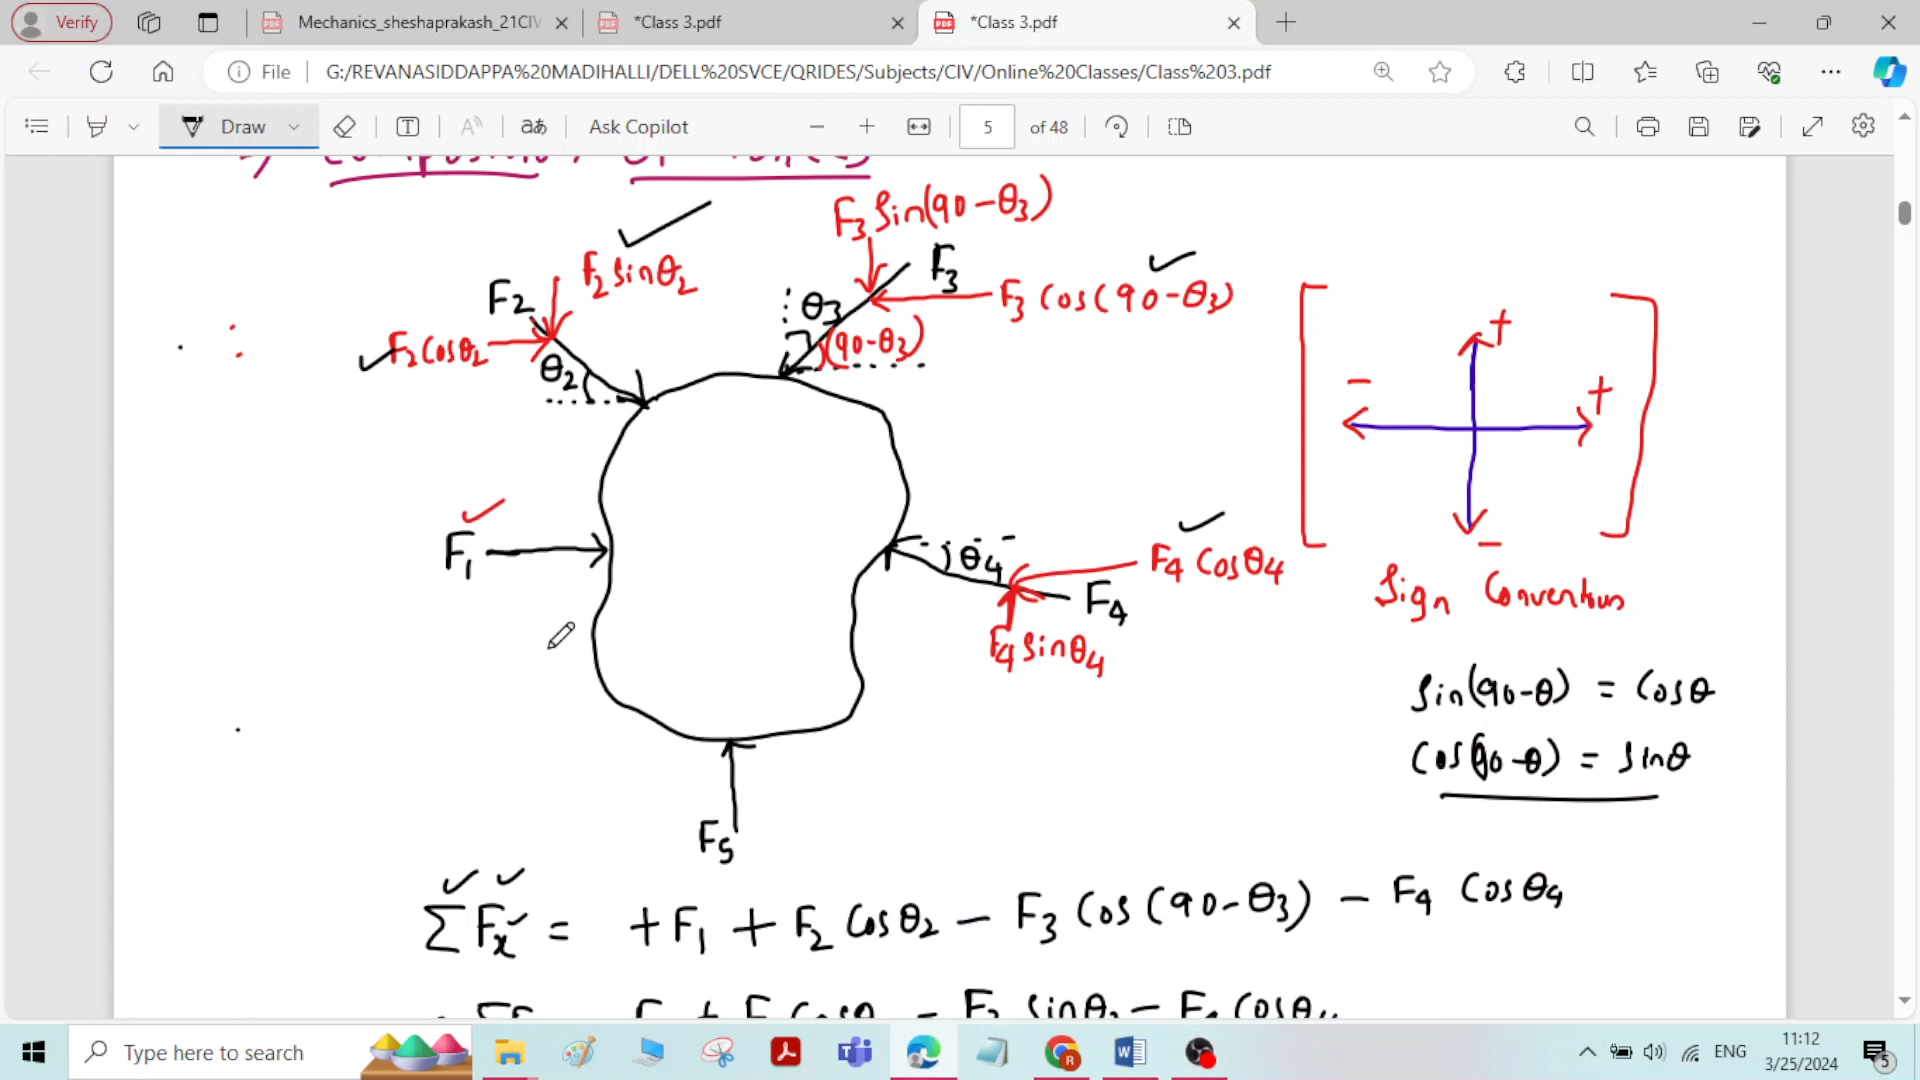 Verify
Mechanics_sheshaprakash_21CIV
*Class 3.pdf
*Class 3.pdf
File
G:/REVANASIDDAPPA%20MADIHALLI/DELL%20SVCE/QRIDES/Subjects/CIV/Online%20Classes/Class%203.pdf
Draw
Ask Copilot
5 of 48
F3 Sin(90-θ3)
F2 Sinθ2
F3
F2
θ3
F3 Cos(90-θ3)
+
F2 Cosθ2
(90-θ3)
θ2
- +
F1
θ4
F4 Cosθ4
-
F4
Sign Conventions
F4 Sinθ4
Sin(90-θ) = Cosθ
Cos(90-θ) = Sinθ
F5
ΣFx = +F1 + F2 Cosθ2 - F3 Cos(90-θ3) - F4 Cosθ4
Type here to search
ENG
11:12
3/25/2024
5